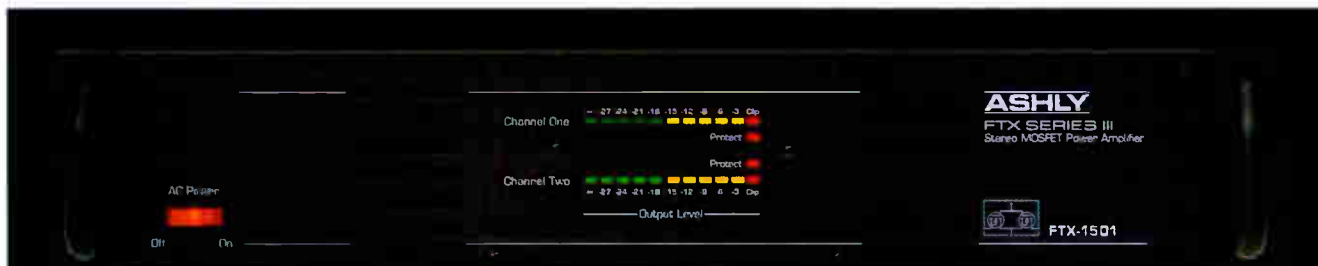 -27 -24 -21 -18 -15 -12 -9 6 -3 Clip
Channel One
Protect
Protect
Channel Two
-27 -24 -21 -18 15 -12 -9 6 -3 Clip
Output Level
AC Power
Off On
ASHLY
FTX SERIES III
Stereo MOSFET Power Amplifier
FTX-1501